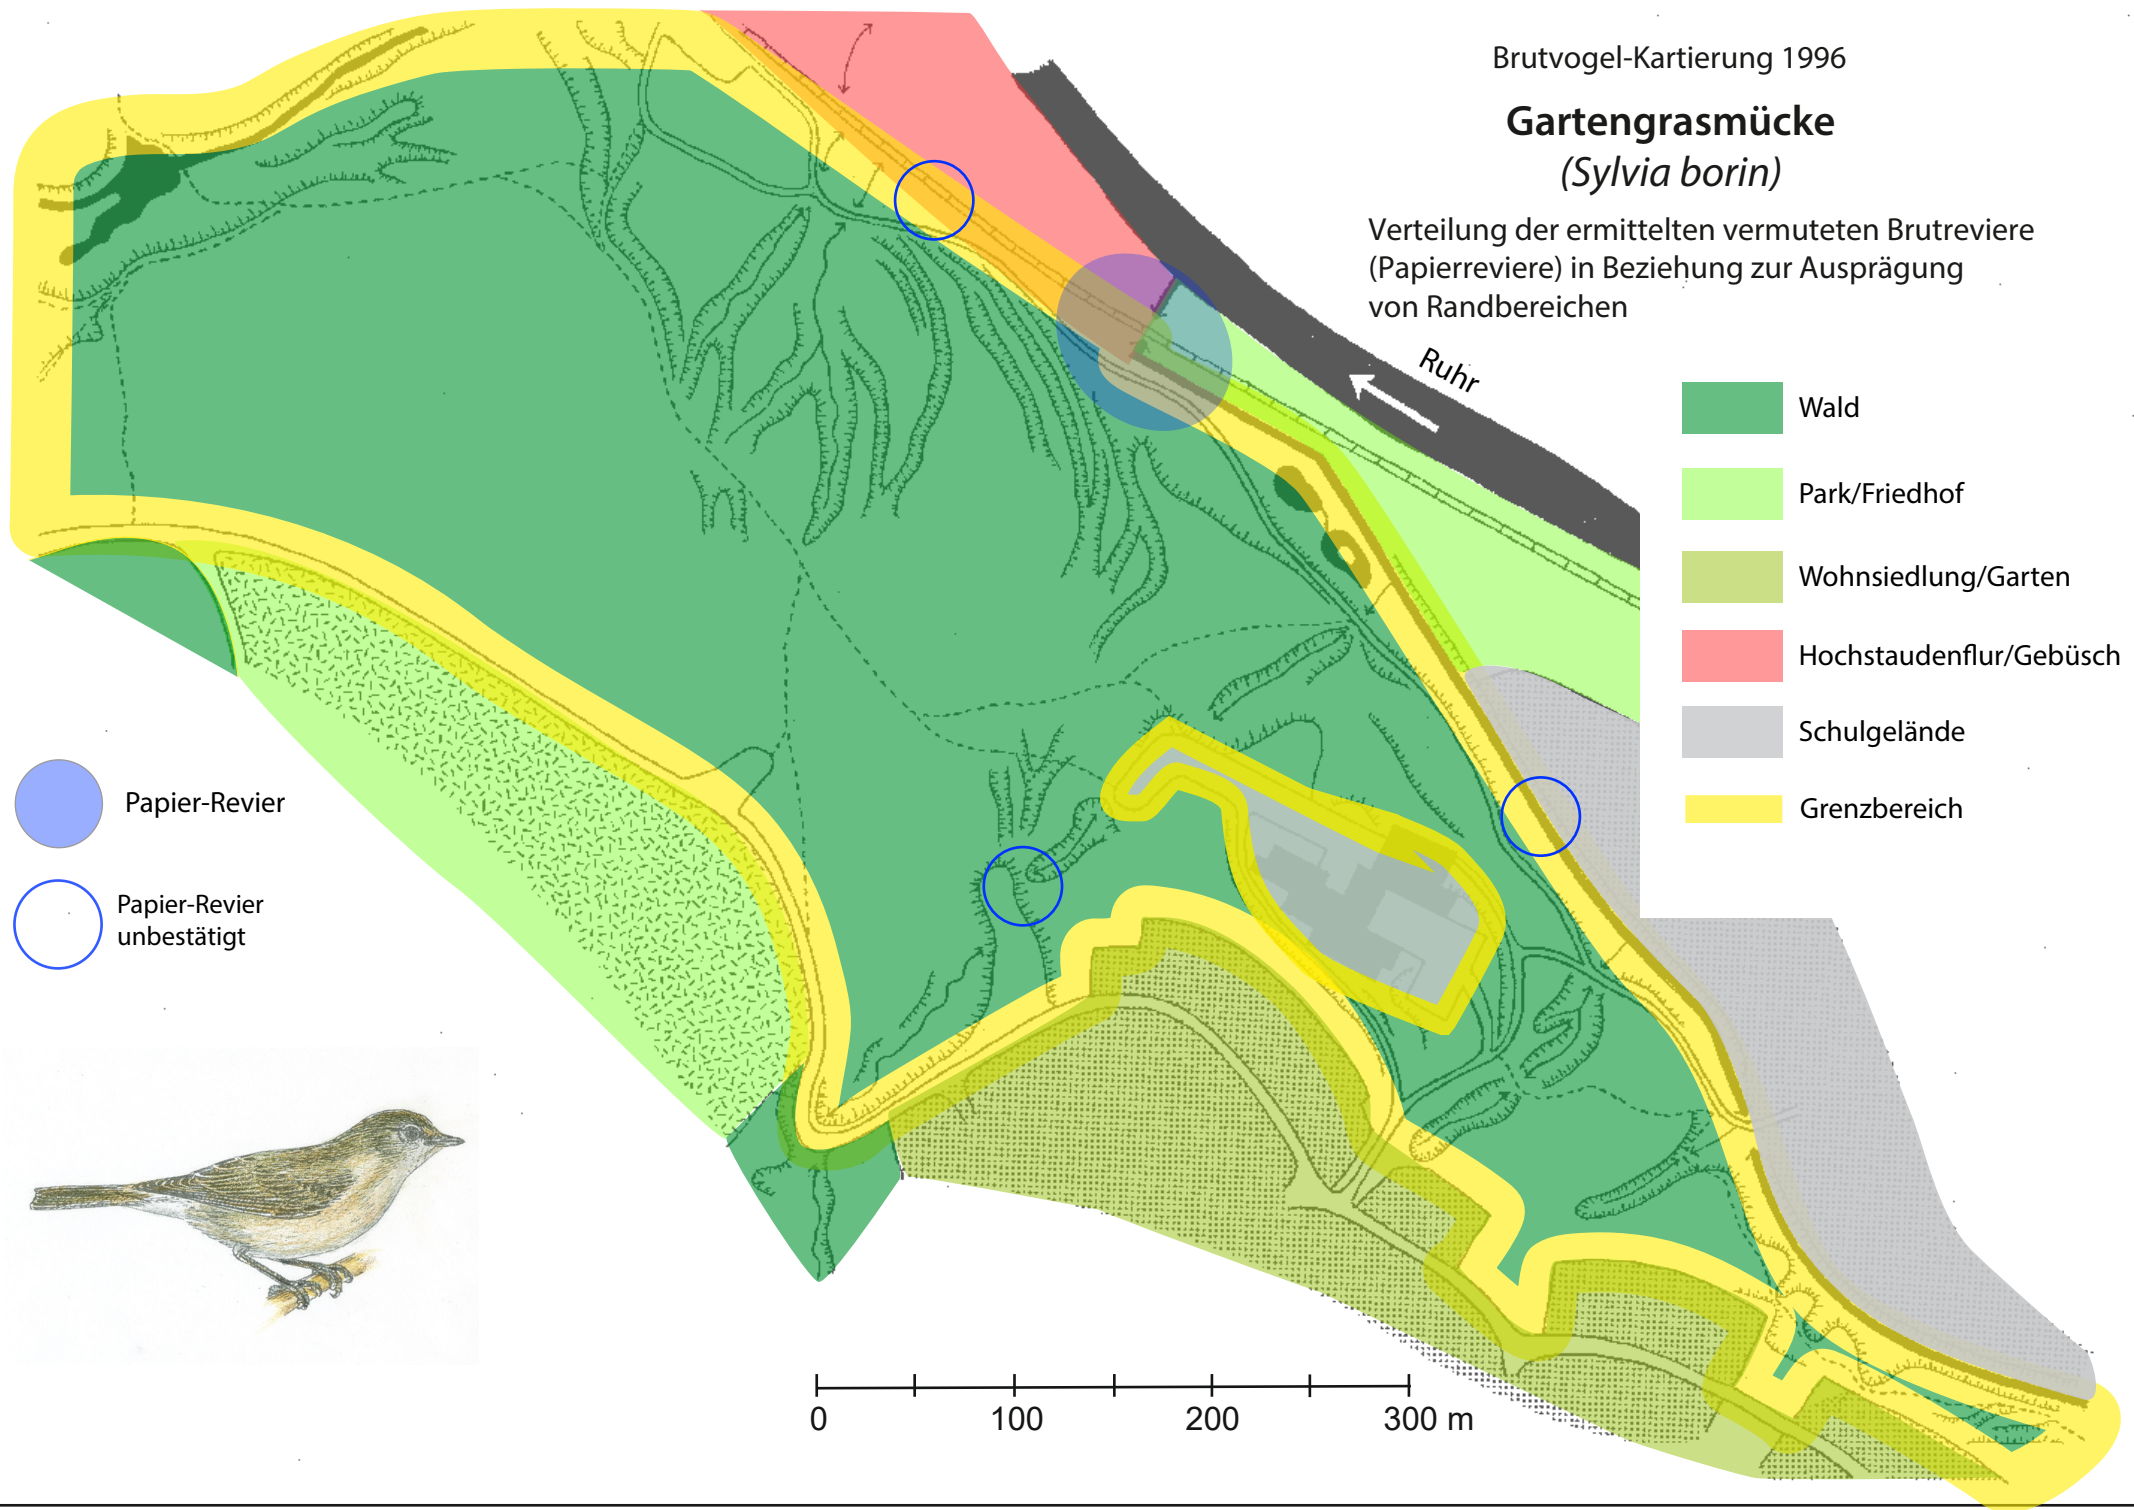 Brutvogel-Kartierung 1996
Gartengrasmücke
(Sylvia borin)
Verteilung der ermittelten vermuteten Brutreviere
(Papierreviere) in Beziehung zur Ausprägung
von Randbereichen
Ruhr
Wald
Park/Friedhof
Wohnsiedlung/Garten
Hochstaudenflur/Gebüsch
Schulgelände
Grenzbereich
Papier-Revier
Papier-Revier
unbestätigt
0 100 200 300 m